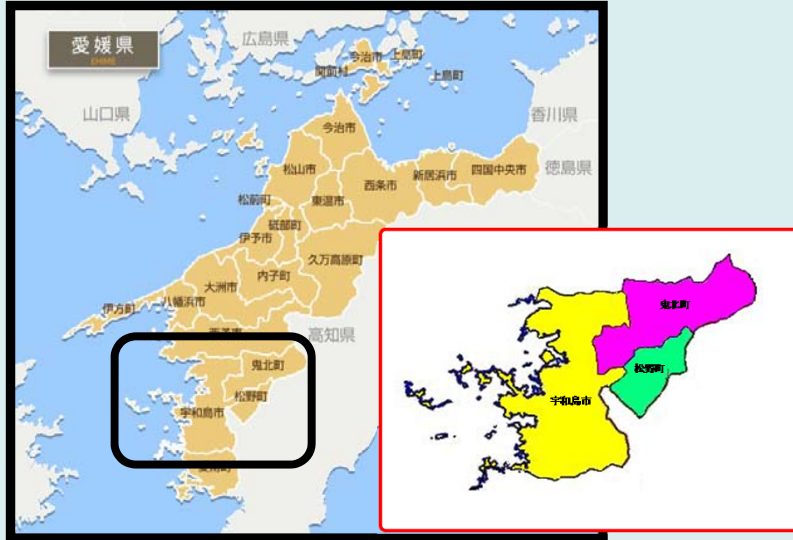 愛媛県
EHIME
広島県
今治市
上島町
関前村
上島町
山口県
香川県
今治市
松山市
西条市
新居浜市
四国中央市
徳島県
松前町
東温市
砥部町
伊予市
久万高原町
内子町
大洲市
八幡浜市
伊方町
西予市
高知県
鬼北町
松野町
宇和島市
愛南町
鬼北町
松野町
宇和島市